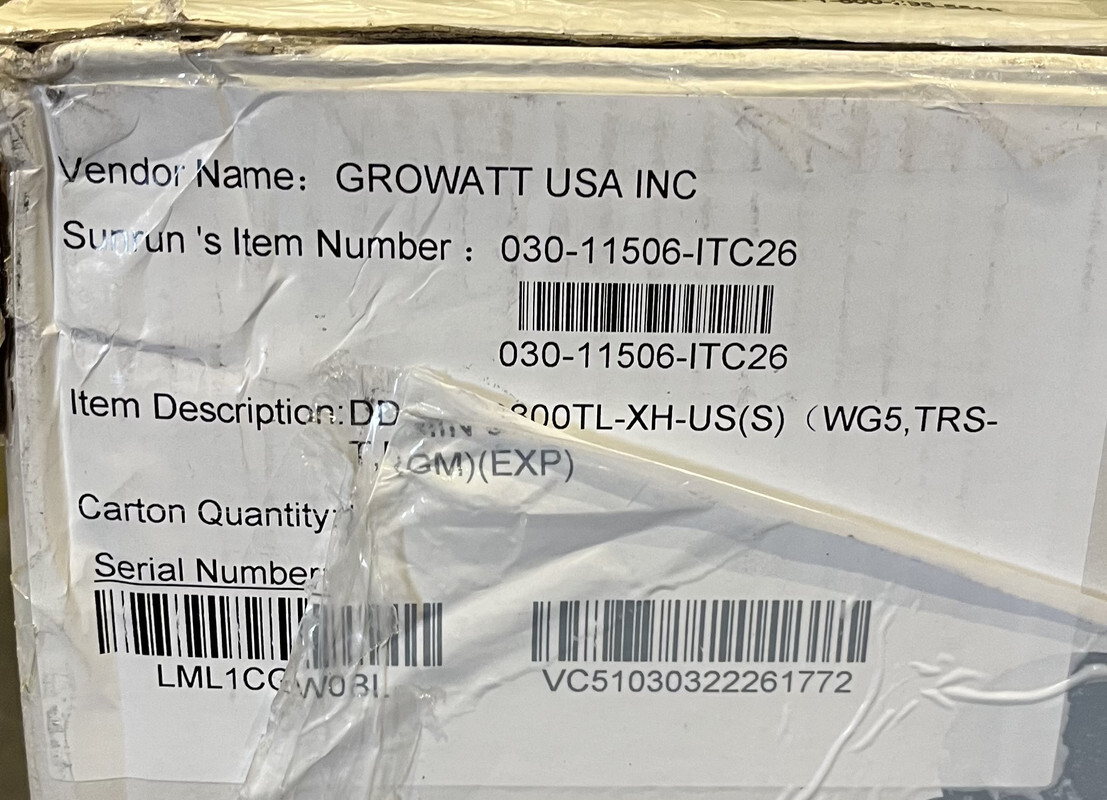 Vendor Name: GROWATT USA INC
Sunrun 's Item Number : 030-11506-ITC26
030-11506-ITC26
Item Description:DD 800TL-XH-US(S)（WG5,TRS-
GM)(EXP)
Carton Quantity:
Serial Number
VC51030322261772